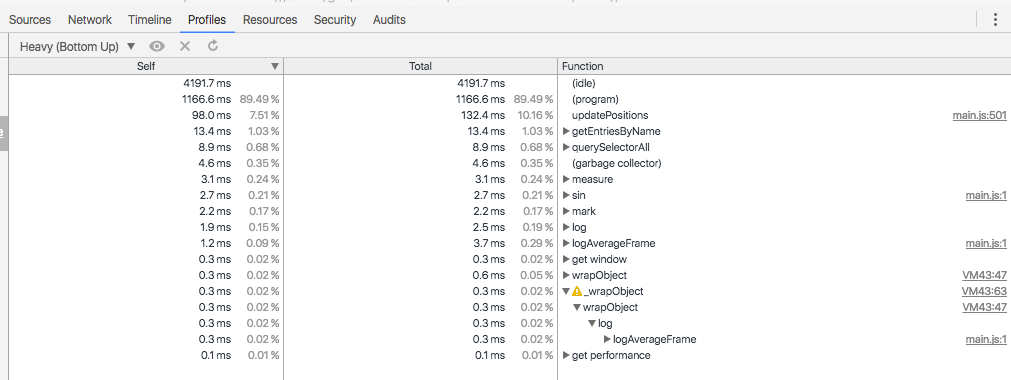 Sources Network Timeline Profiles Resources Security Audits
Heavy (Bottom Up)
Self Total Function
4191.7 ms 4191.7 ms (idle)
1166.6 ms 89.49 % 1166.6 ms 89.49 % (program)
98.0 ms 7.51 % 132.4 ms 10.16 % updatePositions main.js:501
13.4 ms 1.03 % 13.4 ms 1.03 % getEntriesByName
8.9 ms 0.68 % 8.9 ms 0.68 % querySelectorAll
4.6 ms 0.35 % 4.6 ms 0.35 % (garbage collector)
3.1 ms 0.24 % 3.1 ms 0.24 % measure
2.7 ms 0.21 % 2.7 ms 0.21 % sin main.js:1
2.2 ms 0.17 % 2.2 ms 0.17 % mark
1.9 ms 0.15 % 2.5 ms 0.19 % log
1.2 ms 0.09 % 3.7 ms 0.29 % logAverageFrame main.js:1
0.3 ms 0.02 % 0.3 ms 0.02 % get window
0.3 ms 0.02 % 0.6 ms 0.05 % wrapObject VM43:47
0.3 ms 0.02 % 0.3 ms 0.02 % _wrapObject VM43:63
0.3 ms 0.02 % 0.3 ms 0.02 % wrapObject VM43:47
0.3 ms 0.02 % 0.3 ms 0.02 % log
0.3 ms 0.02 % 0.3 ms 0.02 % logAverageFrame main.js:1
0.1 ms 0.01 % 0.1 ms 0.01 % get performance